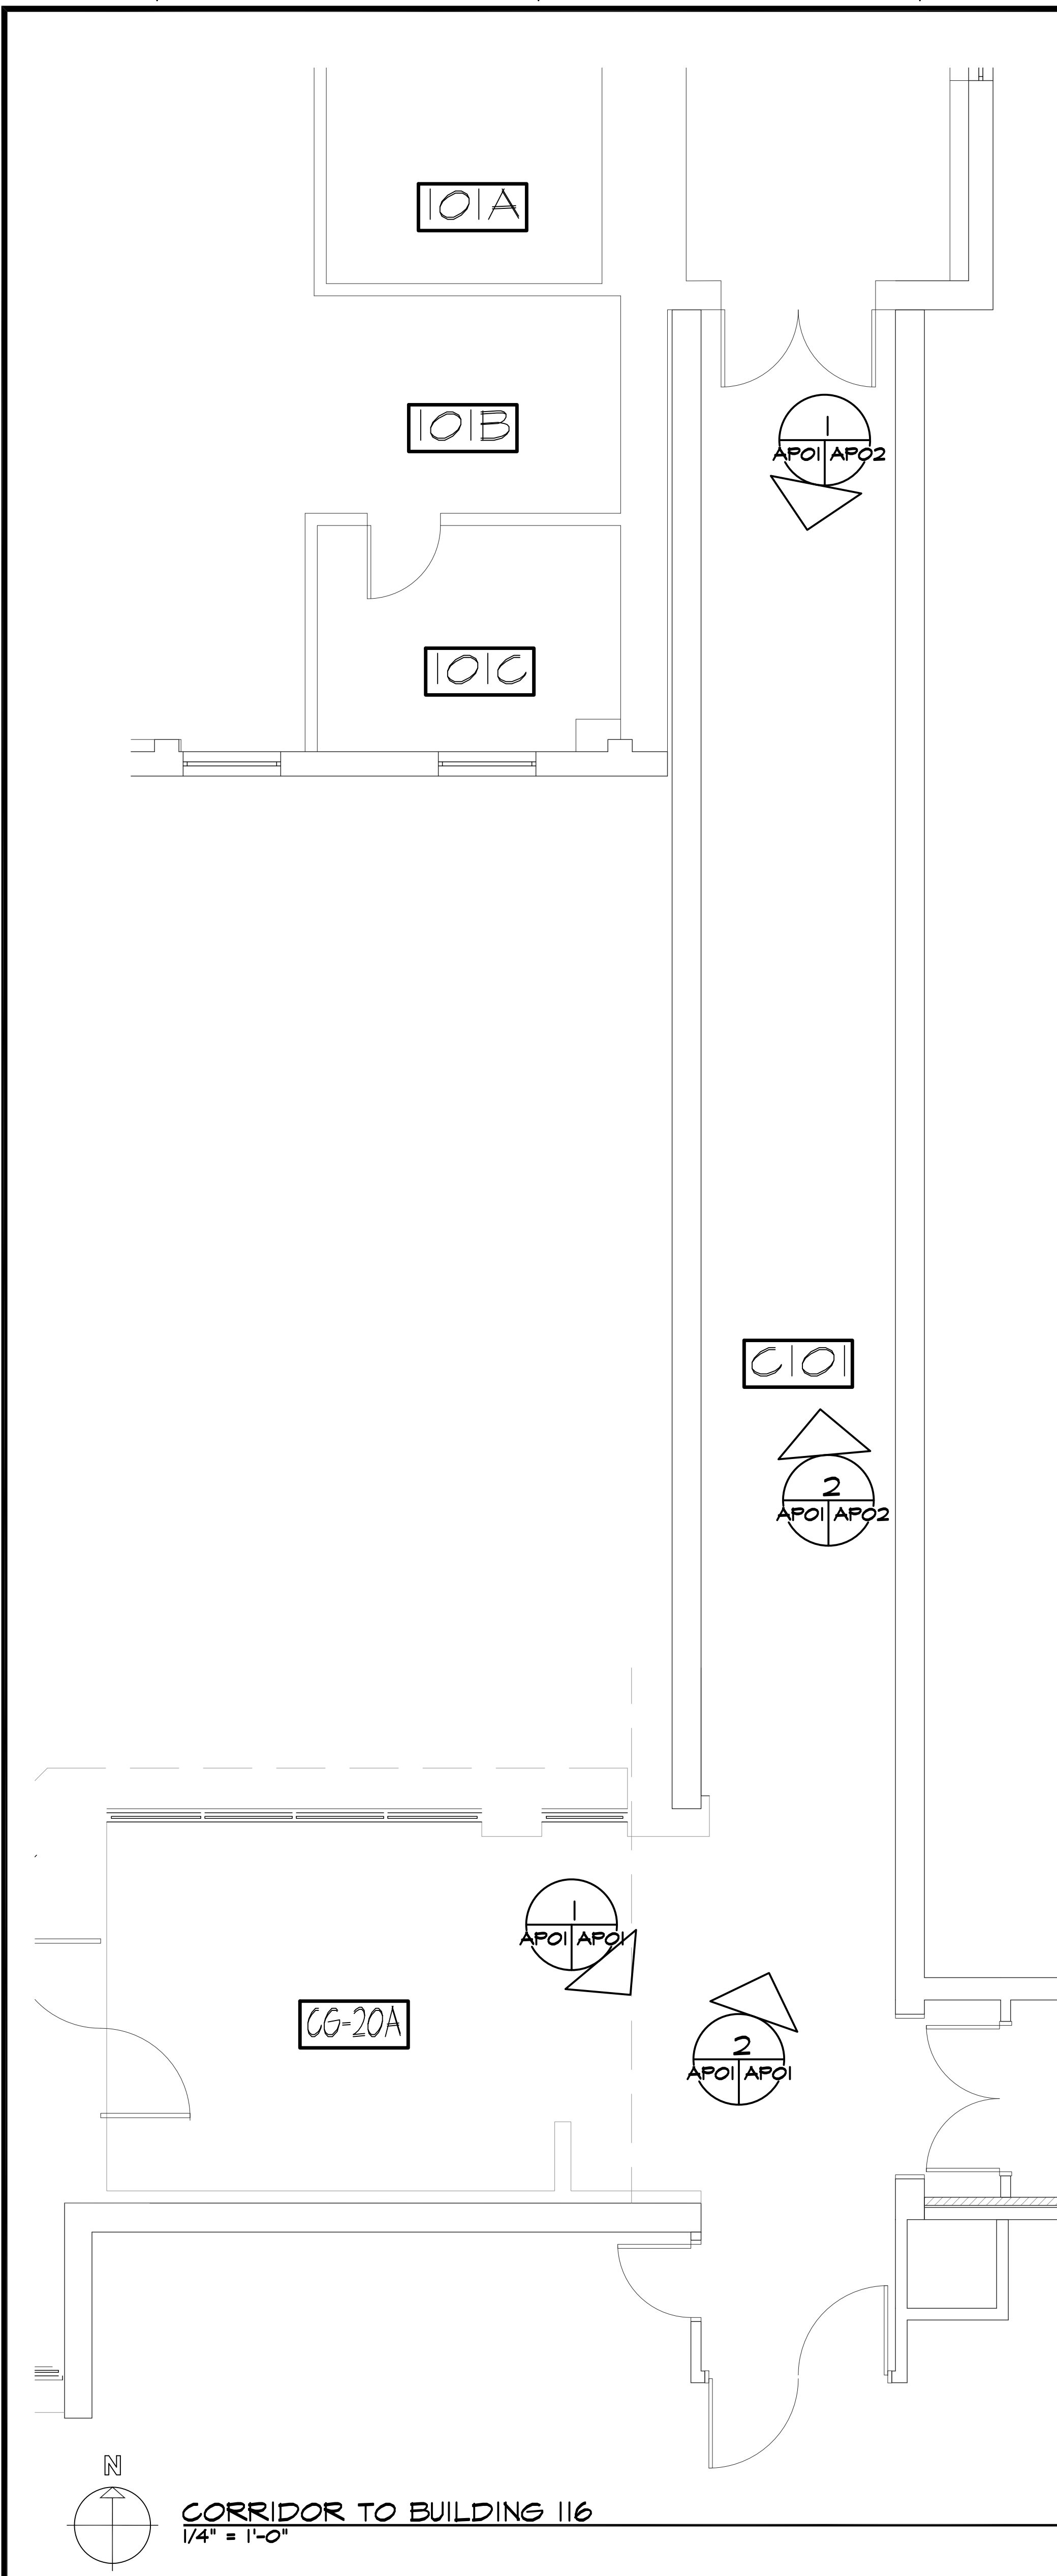 101A
101B
1
AP01 AP02
101C
C101
2
AP01 AP02
1
AP01 AP01
CG-20A
2
AP01 AP01
N
CORRIDOR TO BUILDING 116
1/4" = 1'-0"